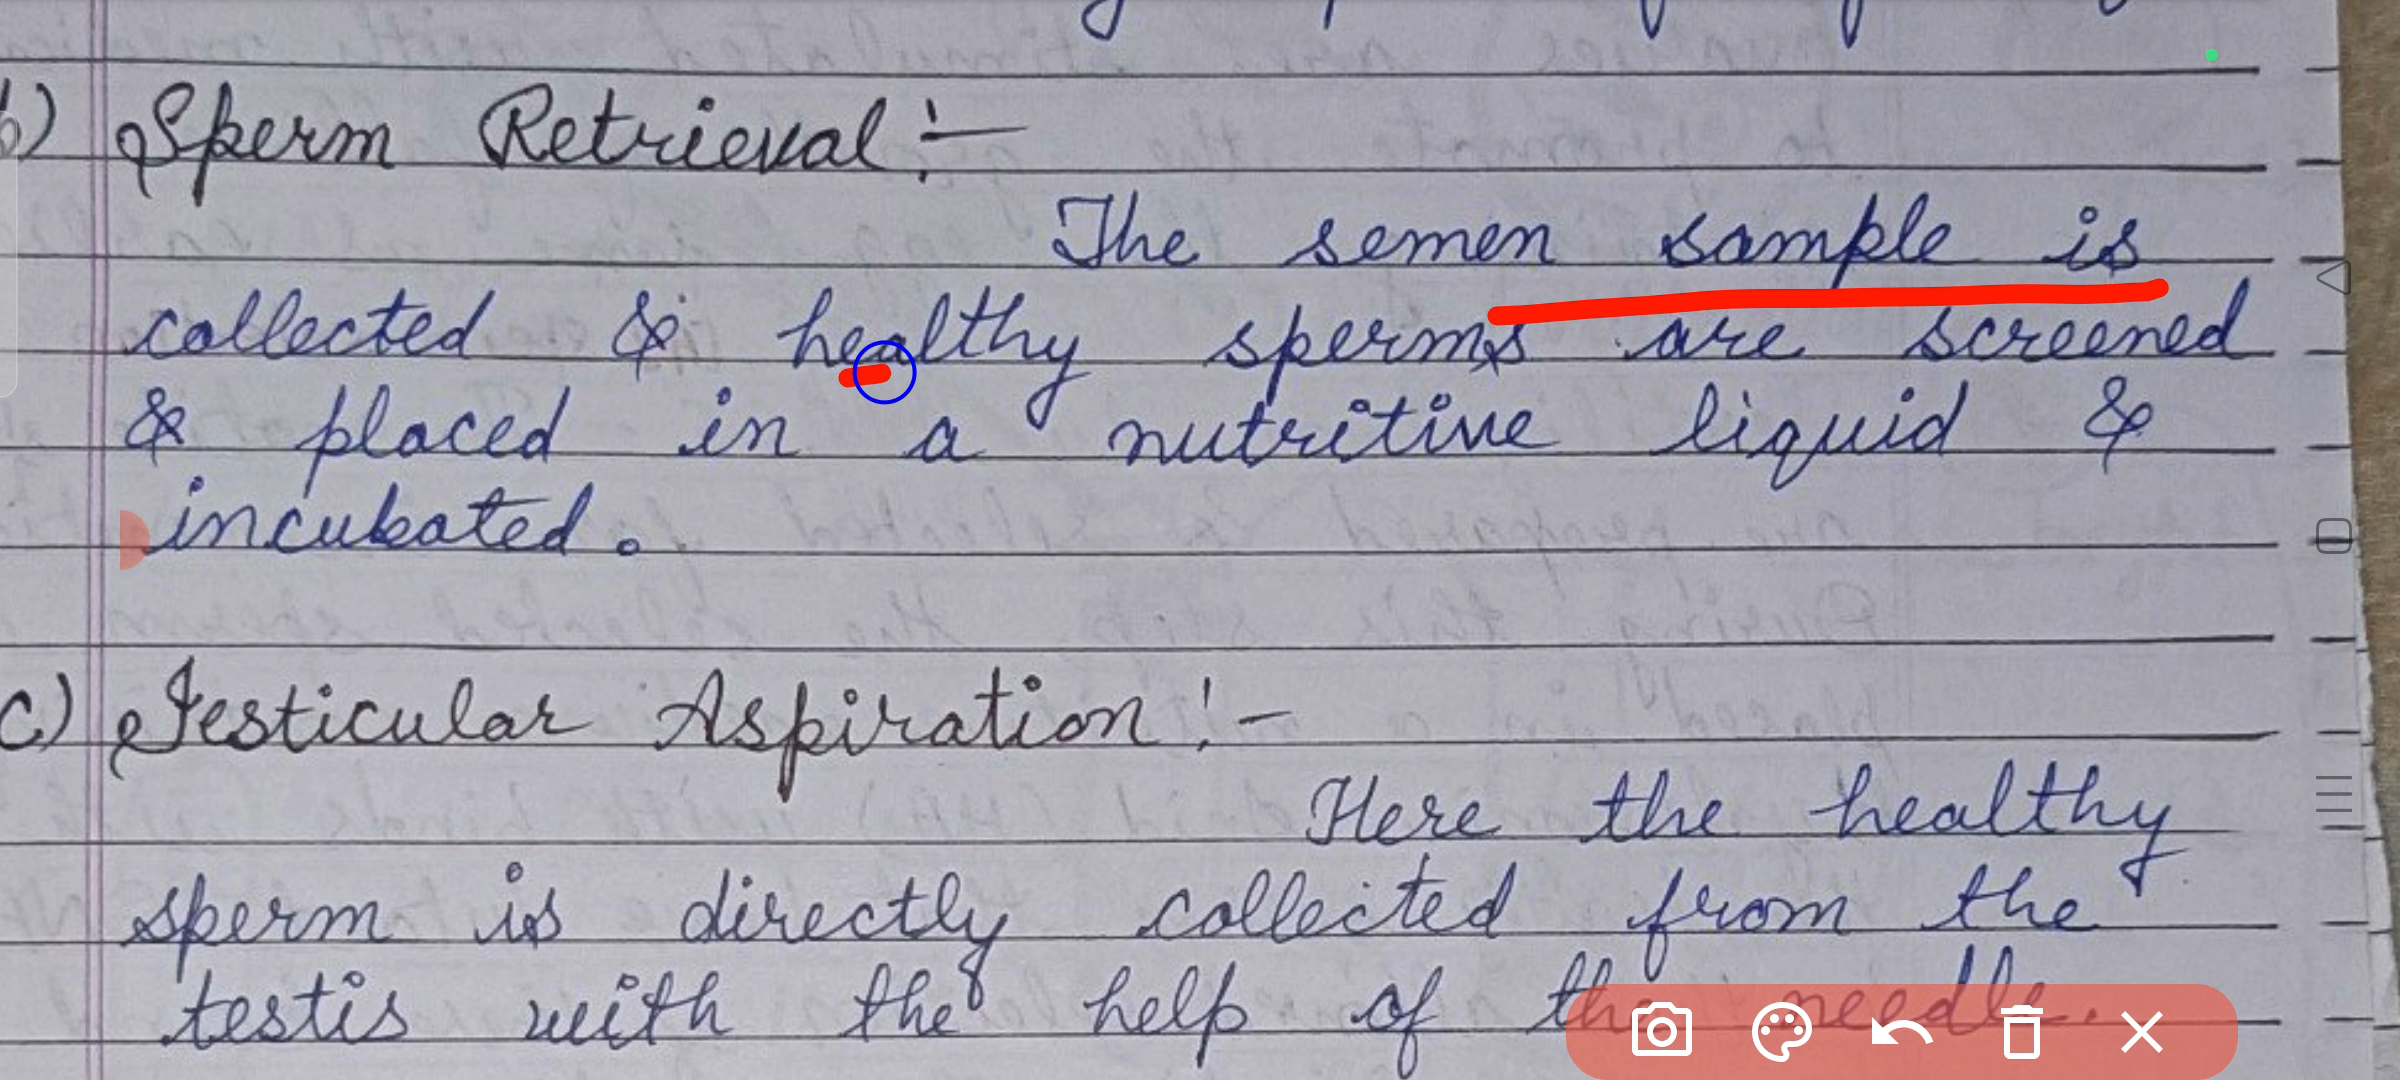 b) Sperm Retrieval :-
The semen sample is
collected & healthy sperms are screened
& placed in a nutritive liquid &
incubated.
c) Testicular Aspiration :-
Here the healthy
sperm is directly collected from the
testis with the help of the needle.